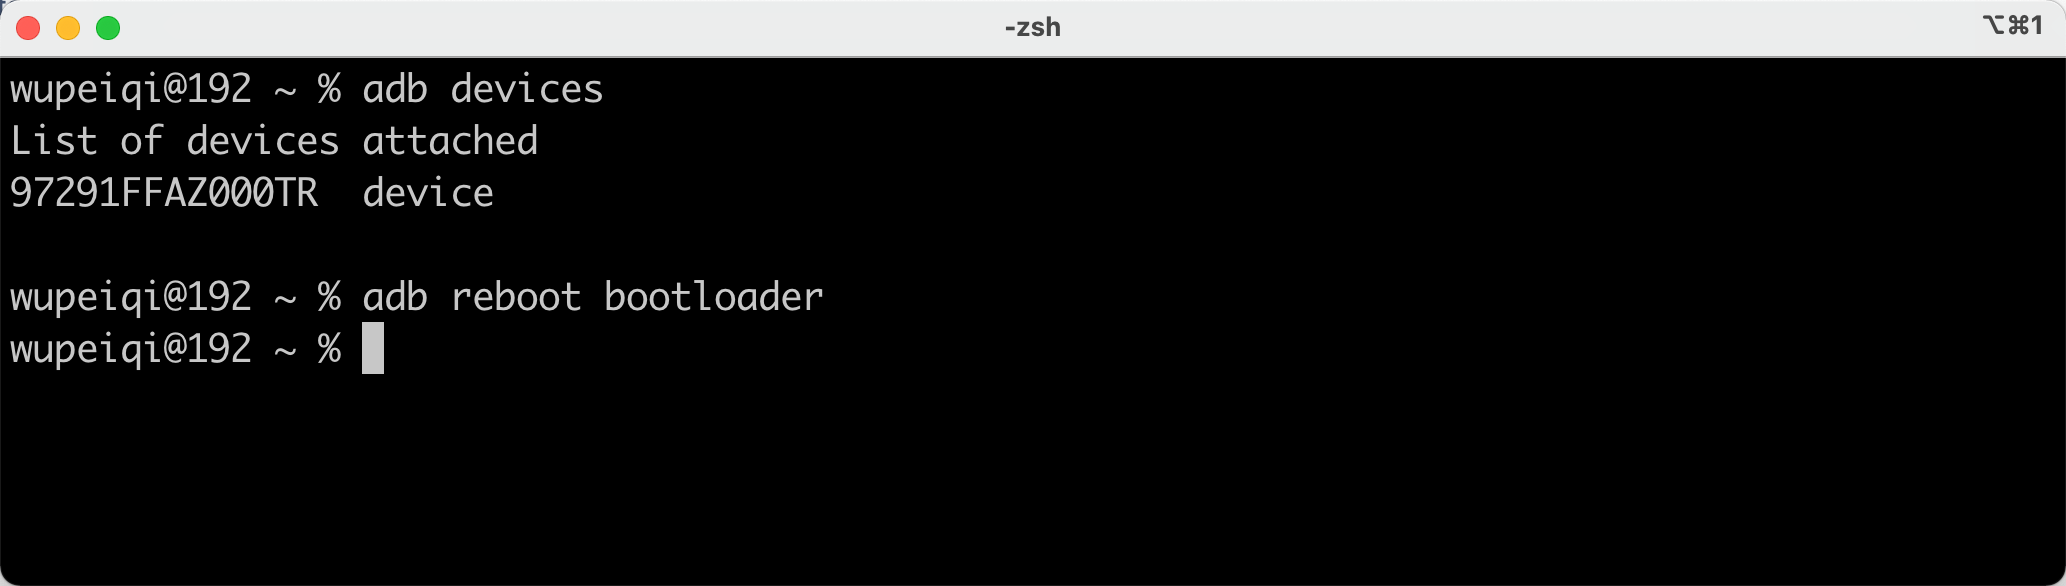 -zsh
⌥⌘1
wupeiqi@192 ~ % adb devices
List of devices attached
97291FFAZ000TR  device
wupeiqi@192 ~ % adb reboot bootloader
wupeiqi@192 ~ %